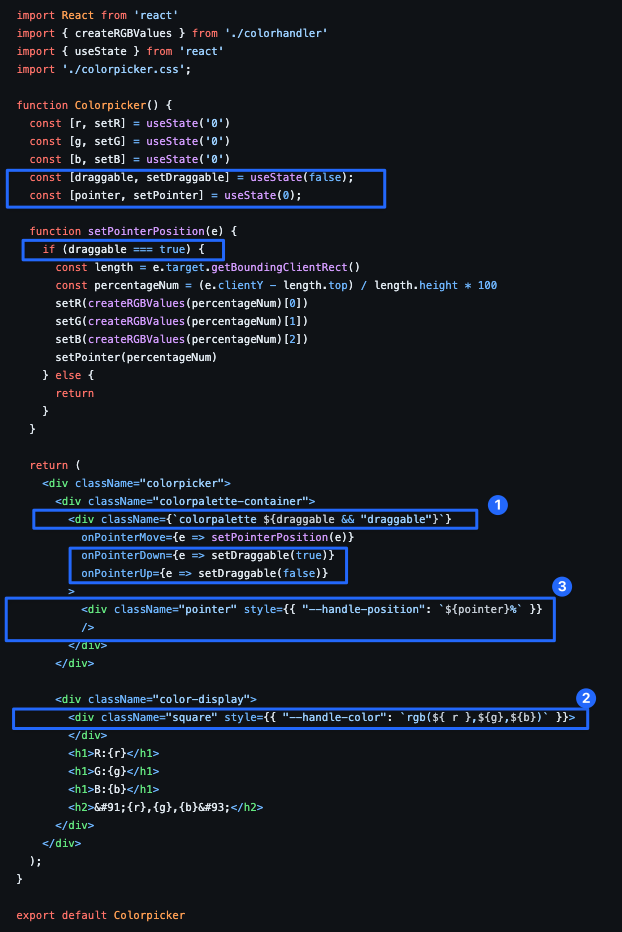 import React from 'react'
import { createRGBValues } from './colorhandler'
import { useState } from 'react'
import './colorpicker.css';
function Colorpicker() {
const [r, setR] = useState('0')
const [g, setG] = useState('0')
const [b, setB] = useState('0')
const [draggable, setDraggable] = useState(false);
const [pointer, setPointer] = useState(0);
function setPointerPosition(e) {
if (draggable === true) {
const length = e.target.getBoundingClientRect()
const percentageNum = (e.clientY - length.top) / length.height * 100
setR(createRGBValues(percentageNum)[0])
setG(createRGBValues(percentageNum)[1])
setB(createRGBValues(percentageNum)[2])
setPointer(percentageNum)
} else {
return
}
}
return (
<div className="colorpicker">
<div className="colorpalette-container">
1
<div className={`colorpalette ${draggable && "draggable"}`}
onPointerMove={e => setPointerPosition(e)}
onPointerDown={e => setDraggable(true)}
onPointerUp={e => setDraggable(false)}
>
3
<div className="pointer" style={{ "--handle-position": `${pointer}%` }}
/>
</div>
</div>
<div className="color-display">
2
<div className="square" style={{ "--handle-color": `rgb(${ r },${g},${b})` }}>
</div>
<h1>R:{r}</h1>
<h1>G:{g}</h1>
<h1>B:{b}</h1>
<h2>&#91;{r},{g},{b}&#93;</h2>
</div>
</div>
);
}
export default Colorpicker